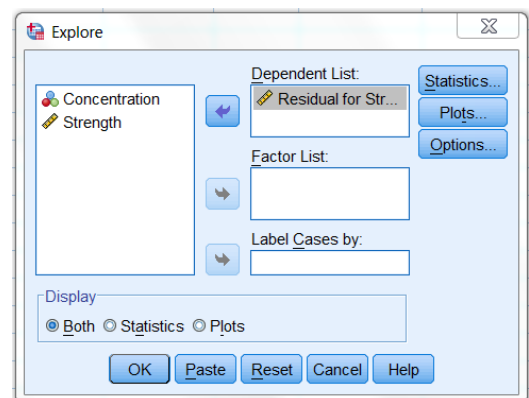 Explore
Concentration
Strength
Dependent List:
Residual for Str...
Factor List:
Label Cases by:
Statistics...
Plots...
Options...
Display
Both Statistics Plots
OK Paste Reset Cancel Help